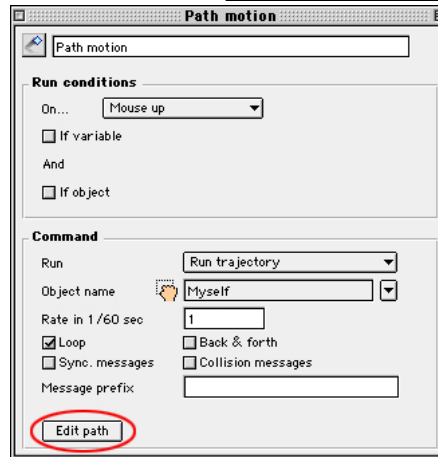 Path motion
Path motion
Run conditions
On... Mouse up
If variable
And
If object
Command
Run Run trajectory
Object name Myself
Rate in 1/60 sec 1
Loop Back & forth
Sync. messages Collision messages
Message prefix
Edit path